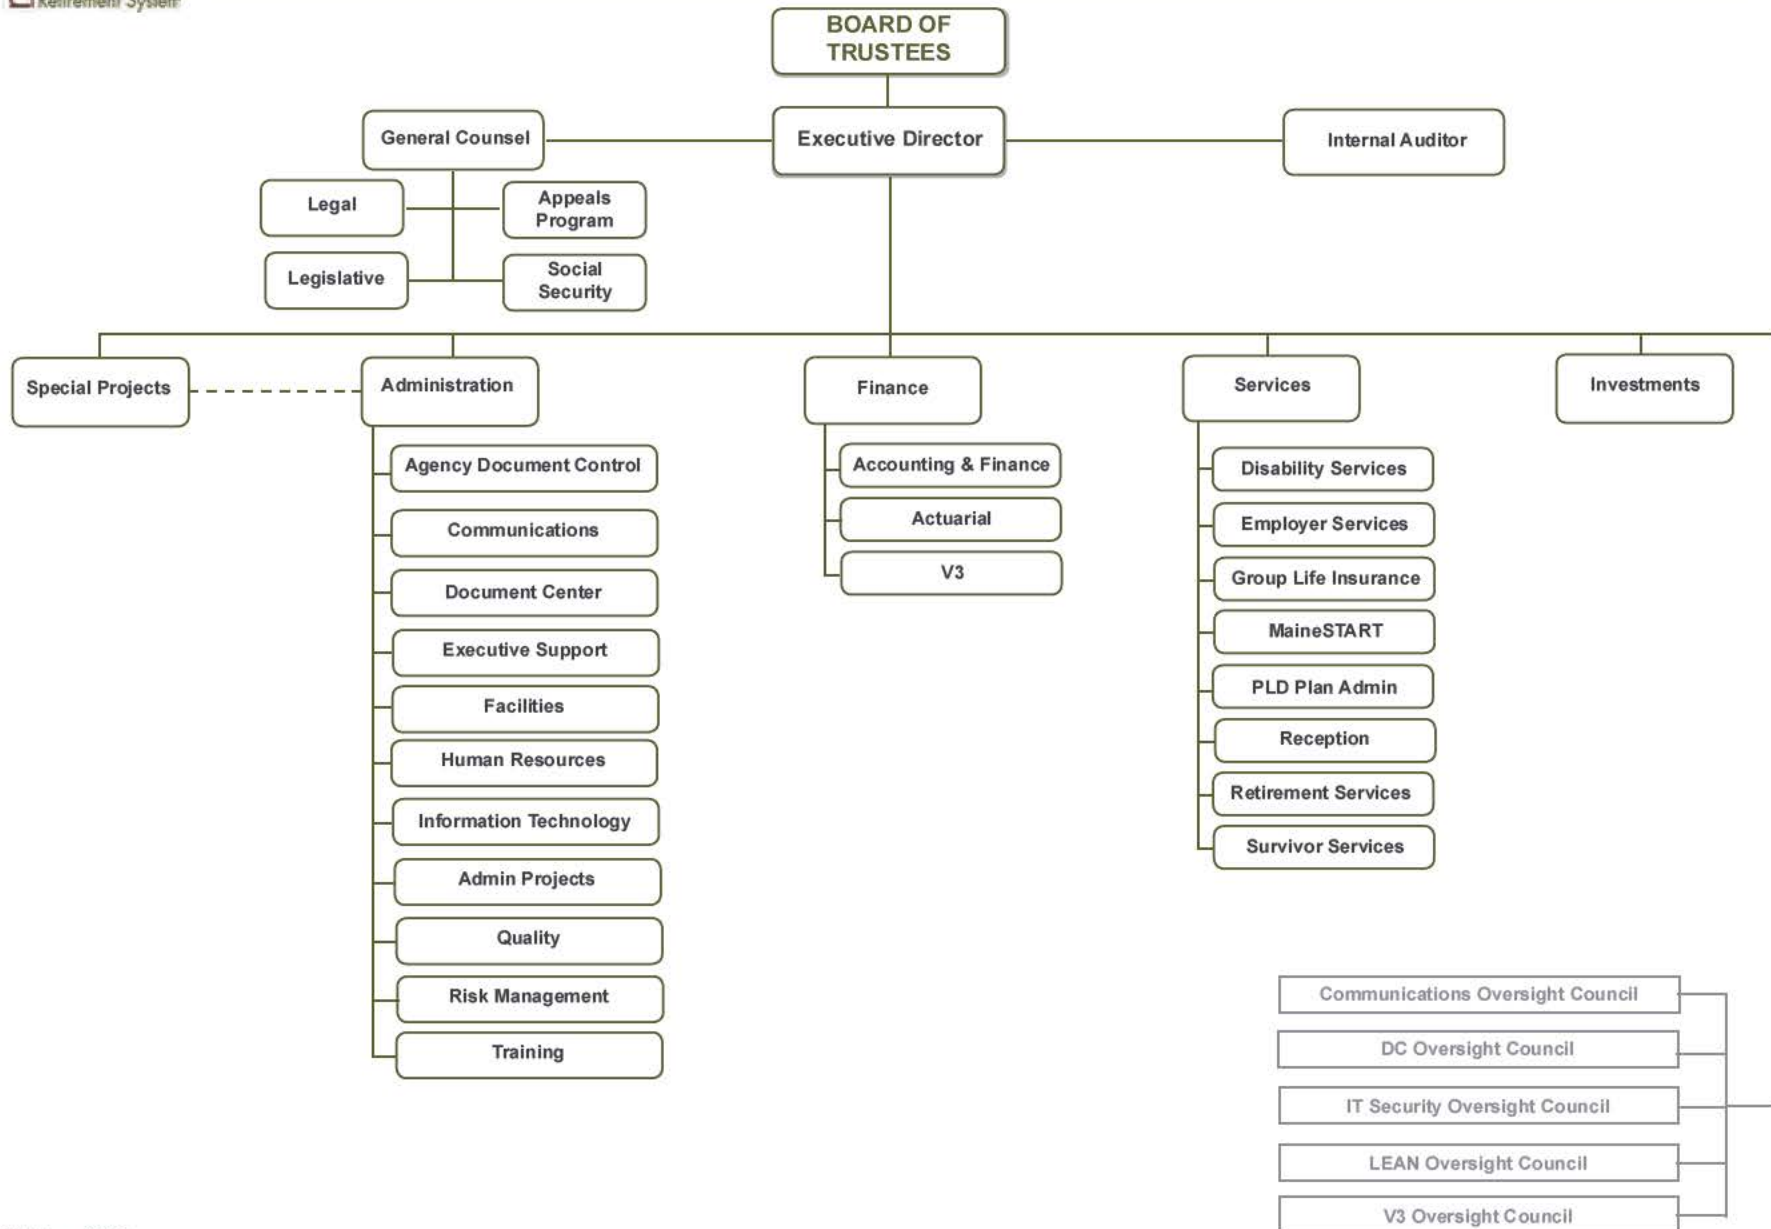 Retirement System
BOARD OF
TRUSTEES
General Counsel
Executive Director
Internal Auditor
Legal
Appeals
Program
Legislative
Social
Security
Special Projects
Administration
Finance
Services
Investments
Agency Document Control
Communications
Document Center
Executive Support
Facilities
Human Resources
Information Technology
Admin Projects
Quality
Risk Management
Training
Accounting & Finance
Actuarial
V3
Disability Services
Employer Services
Group Life Insurance
MaineSTART
PLD Plan Admin
Reception
Retirement Services
Survivor Services
Communications Oversight Council
DC Oversight Council
IT Security Oversight Council
LEAN Oversight Council
V3 Oversight Council